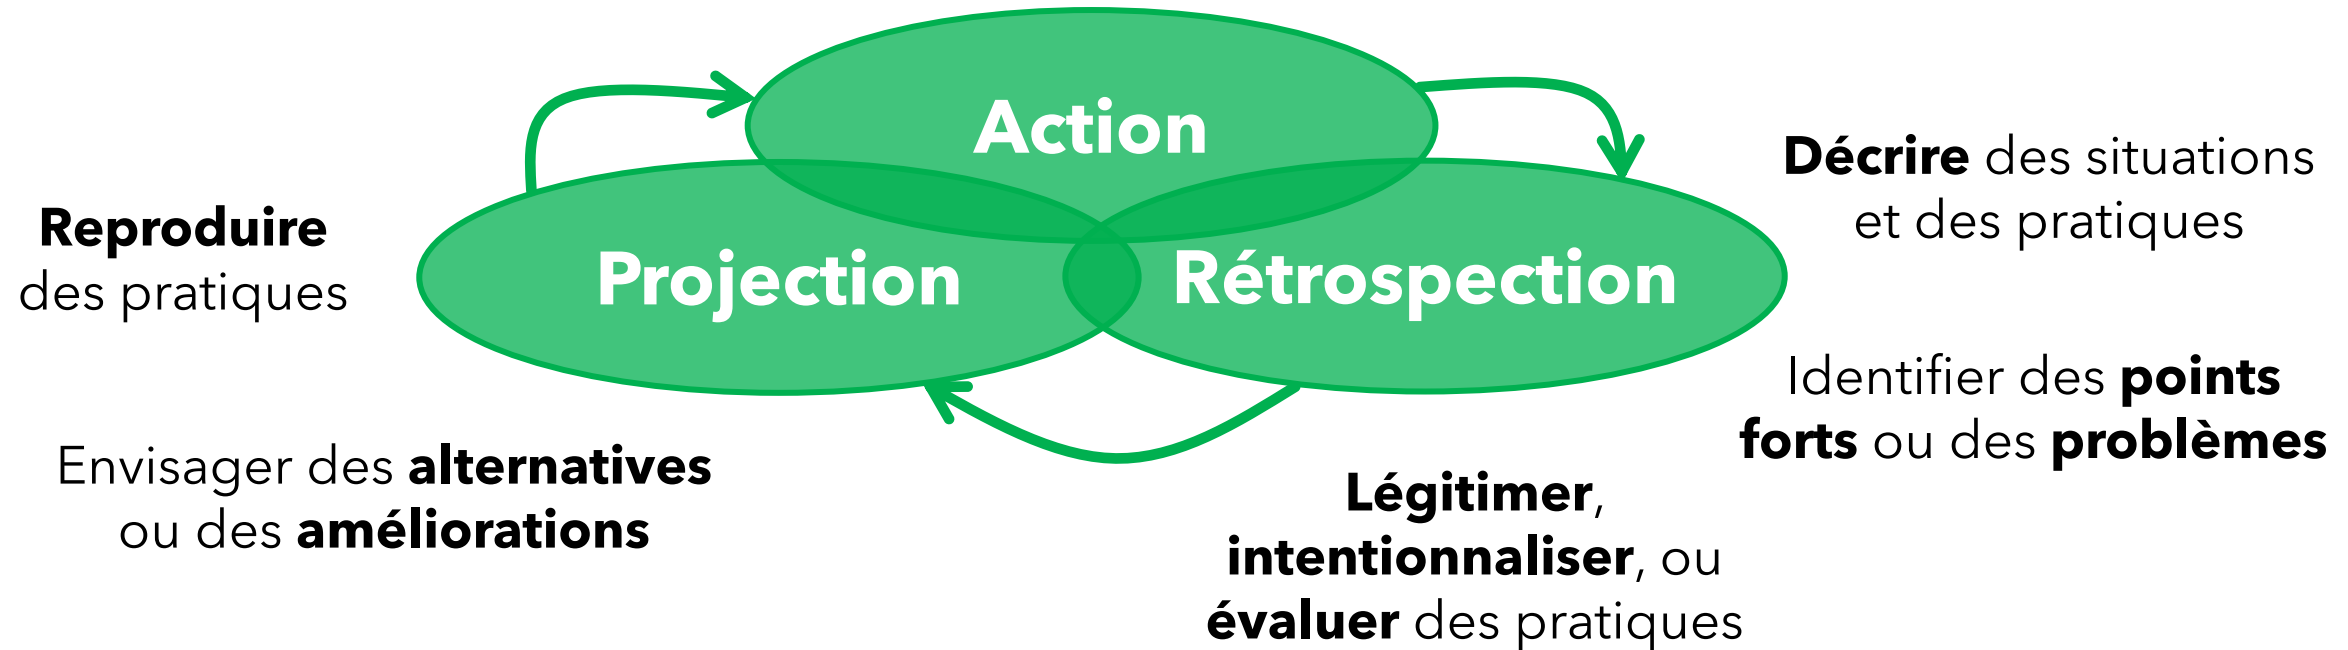 Action
Projection
Rétrospection
Décrire des situations
et des pratiques
Identifier des points
forts ou des problèmes
Légitimer,
intentionnaliser, ou
évaluer des pratiques
Envisager des alternatives
ou des améliorations
Reproduire
des pratiques